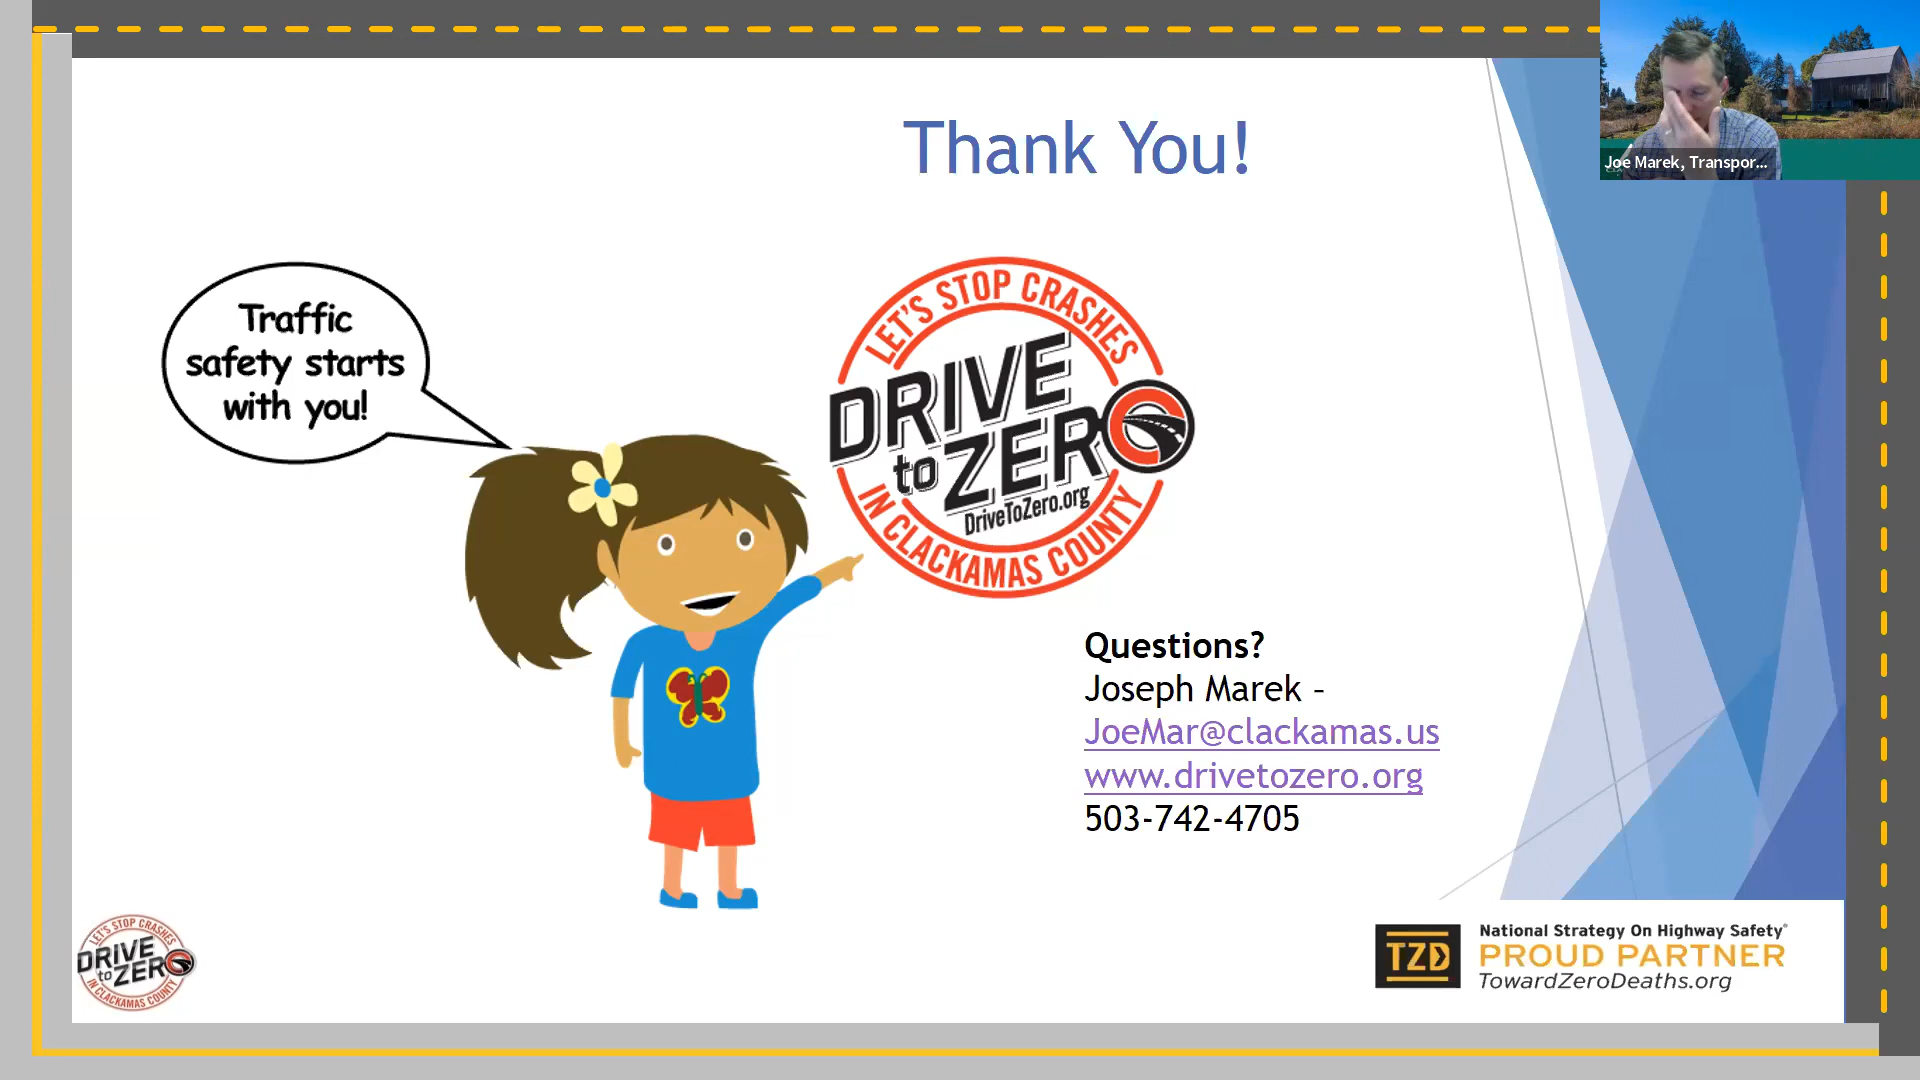 Thank You!
Joe Marek, Transpor...
Traffic
safety starts
with you!
LET'S STOP CRASHES
DRIVE
to ZERO
DriveToZero.org
IN CLACKAMAS COUNTY
Questions?
Joseph Marek –
JoeMar@clackamas.us
www.drivetozero.org
503-742-4705
LET'S STOP CRASHES
DRIVE
to ZERO
IN CLACKAMAS COUNTY
TZD
National Strategy On Highway Safety®
PROUD PARTNER
TowardZeroDeaths.org